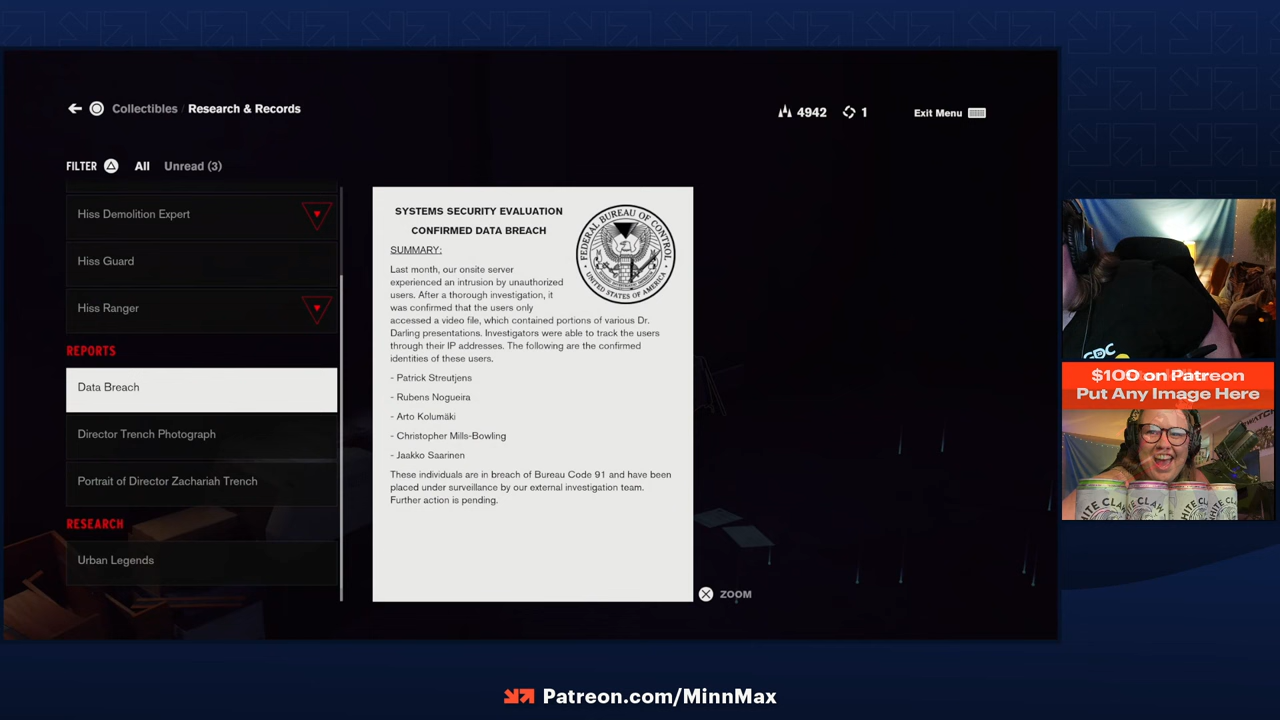 Collectibles / Research & Records
4942
1
Exit Menu
FILTER
All
Unread (3)
Hiss Demolition Expert
Hiss Guard
Hiss Ranger
REPORTS
Data Breach
Director Trench Photograph
Portrait of Director Zachariah Trench
RESEARCH
Urban Legends
SYSTEMS SECURITY EVALUATION
CONFIRMED DATA BREACH
SUMMARY:
FEDERAL BUREAU OF CONTROL
UNITED STATES OF AMERICA
Last month, our onsite server
experienced an intrusion by unauthorized
users. After a thorough investigation, it
was confirmed that the users only
accessed a video file, which contained portions of various Dr.
Darling presentations. Investigators were able to track the users
through their IP addresses. The following are the confirmed
identities of these users.
- Patrick Streutjens
- Rubens Nogueira
- Arto Kolumäki
- Christopher Mills-Bowling
- Jaakko Saarinen
These individuals are in breach of Bureau Code 91 and have been
placed under surveillance by our external investigation team.
Further action is pending.
ZOOM
GDC
$100 on Patreon
Put Any Image Here
Patreon.com/MinnMax